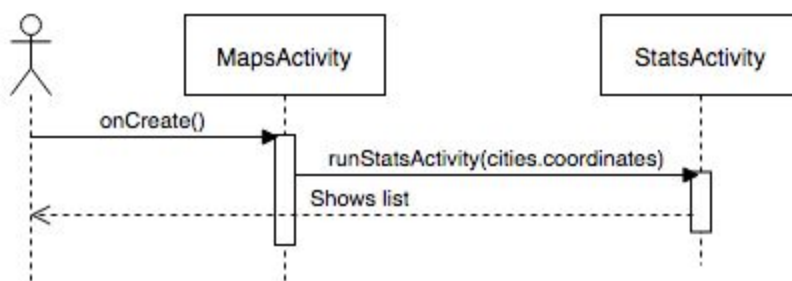 MapsActivity
StatsActivity
onCreate()
runStatsActivity(cities.coordinates)
Shows list